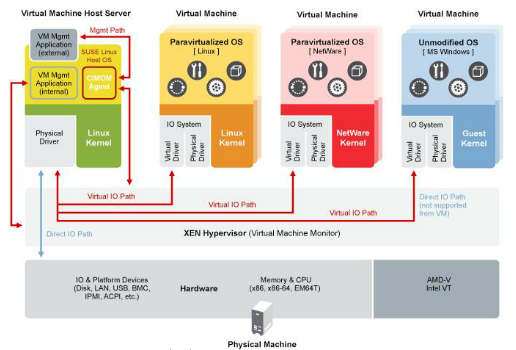 Virtual Machine Host Server
Virtual Machine
Virtual Machine
Virtual Machine
VM Mgmt
Application
(external)
Mgmt Path
SUSE Linux
Host OS
VM Mgmt
Application
(internal)
CIMOM
Agent
Physical
Driver
Linux
Kernel
Paravirtualized OS
[ Linux ]
IO System
Virtual
Driver
Physical
Driver
Linux
Kernel
Paravirtualized OS
[ NetWare ]
IO System
Virtual
Driver
Physical
Driver
NetWare
Kernel
Unmodified OS
[ MS Windows ]
IO System
Virtual
Driver
Physical
Driver
Guest
Kernel
Virtual IO Path
Virtual IO Path
Virtual IO Path
Direct IO Path
(not supported
from VM)
Direct IO Path
XEN Hypervisor (Virtual Machine Monitor)
IO & Platform Devices
(Disk, LAN, USB, BMC,
IPMI, ACPI, etc.)
Hardware
Memory & CPU
(x86, x86-64, EM64T)
AMD-V
Intel VT
Physical Machine